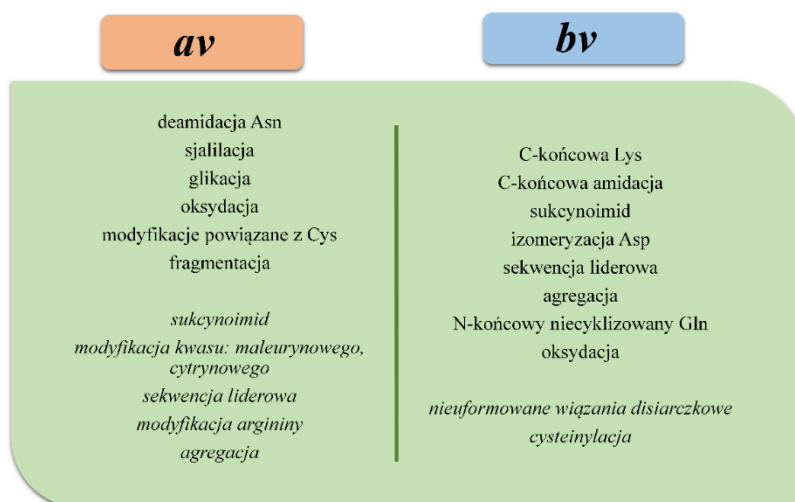 av
bv
deamidacja Asn
sjalilacja
glikacja
oksydacja
modyfikacje powiązane z Cys
fragmentacja
sukcynoimid
modyfikacja kwasu: maleurynowego,
cytrynowego
sekwencja liderowa
modyfikacja argininy
agregacja
C-końcowa Lys
C-końcowa amidacja
sukcynoimid
izomeryzacja Asp
sekwencja liderowa
agregacja
N-końcowy niecyklizowany Gln
oksydacja
nieuformowane wiązania disiarczkowe
cysteinylacja